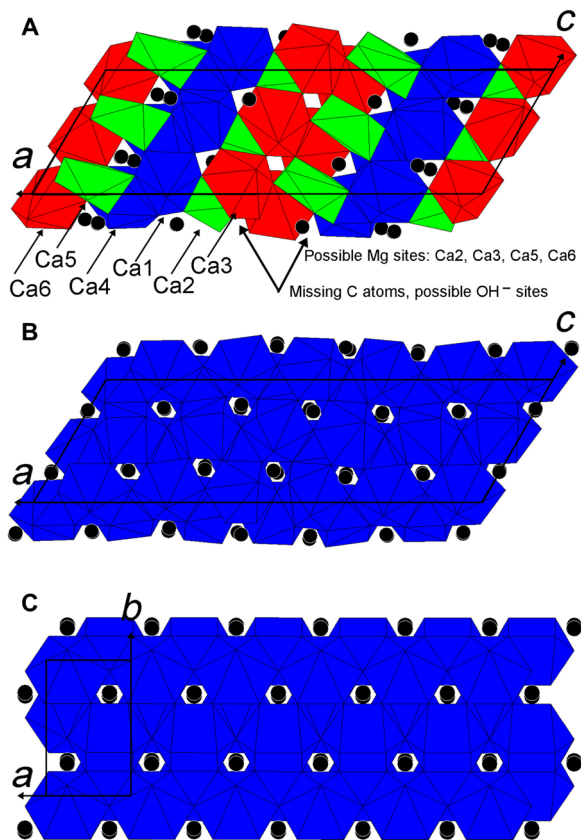 A
c
a
Ca5
Ca1
Possible Mg sites: Ca2, Ca3, Ca5, Ca6
Ca6
Ca4
Ca2
Ca3
Missing C atoms, possible OH⁻ sites
B
c
a
C
b
a